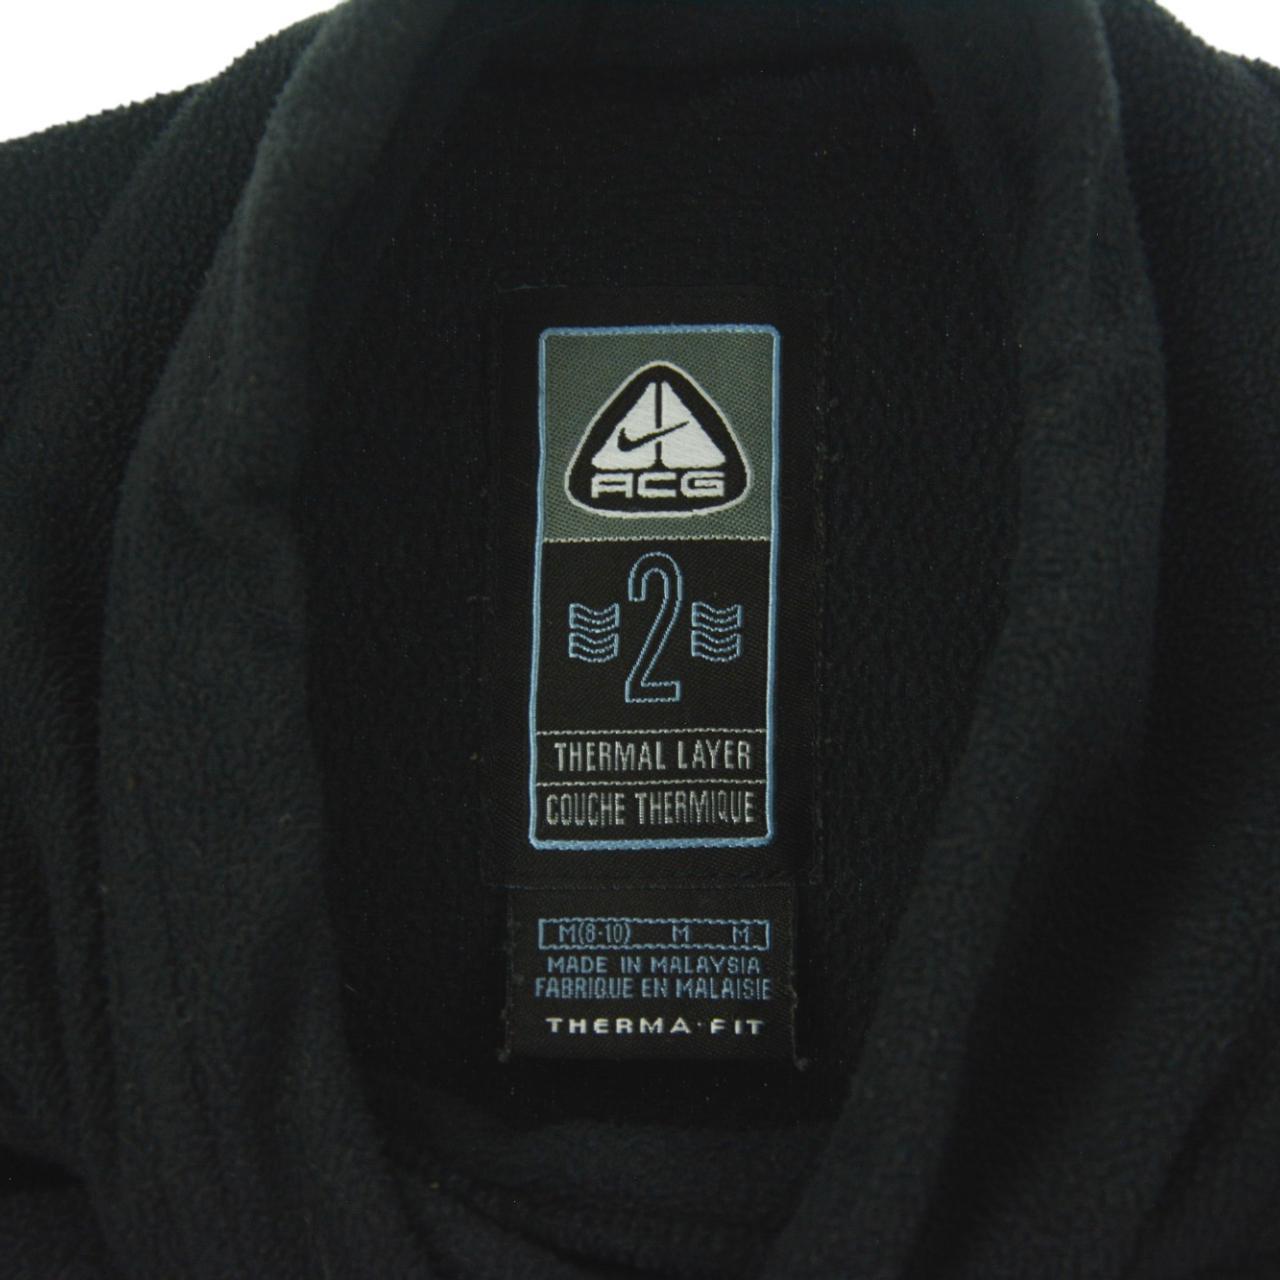 ACG
2
THERMAL LAYER
COUCHE THERMIQUE
M(8-10) M M
MADE IN MALAYSIA
FABRIQUE EN MALAISIE
THERMA·FIT